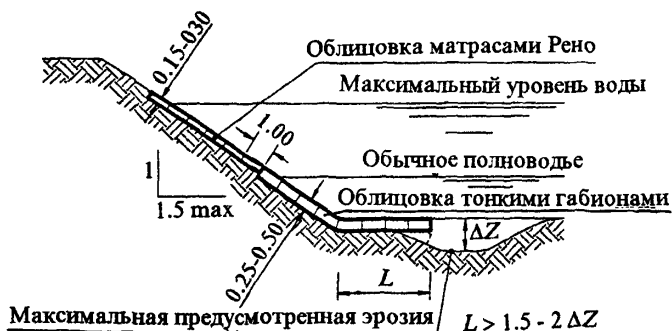 0.15-030
Облицовка матрасами Рено
Максимальный уровень воды
1.00
Обычное полноводье
1
1.5 max
Облицовка тонкими габионами
0.25-0.50
ΔZ
L
Максимальная предусмотренная эрозия
L > 1.5 - 2 ΔZ